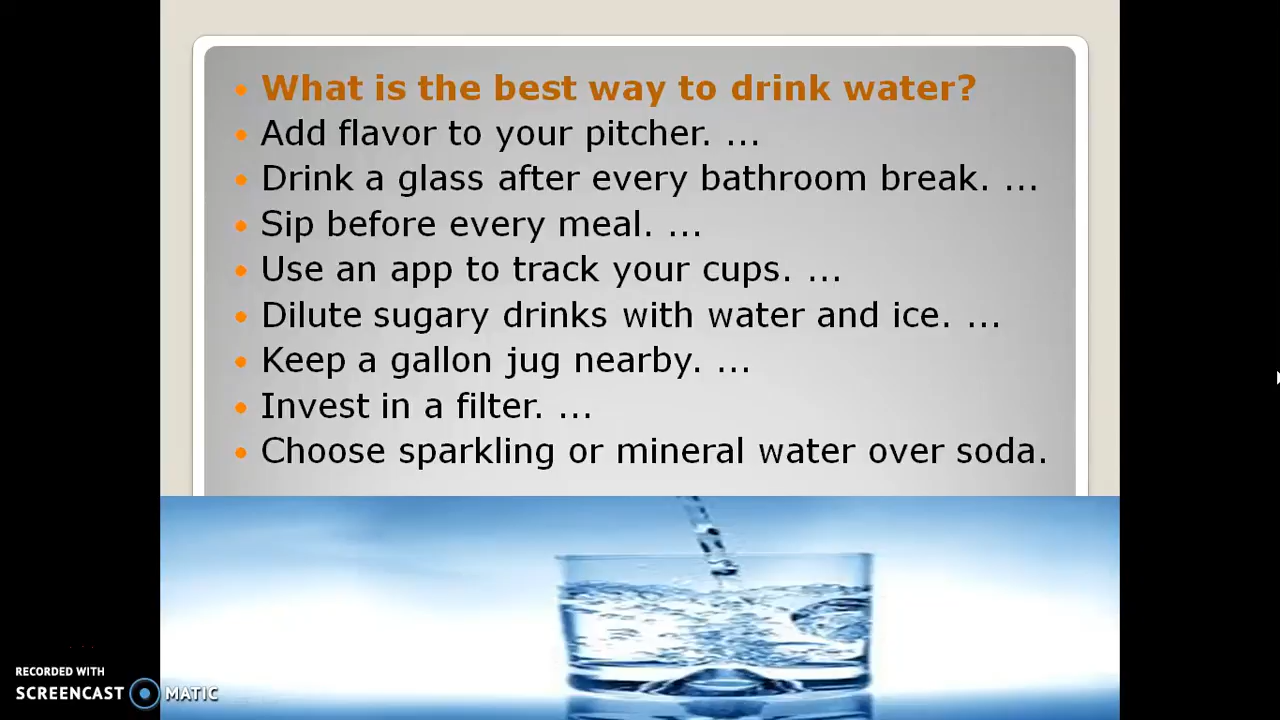 What is the best way to drink water?
Add flavor to your pitcher. ...
Drink a glass after every bathroom break. ...
Sip before every meal. ...
Use an app to track your cups. ...
Dilute sugary drinks with water and ice. ...
Keep a gallon jug nearby. ...
Invest in a filter. ...
Choose sparkling or mineral water over soda.
RECORDED WITH
SCREENCAST MATIC